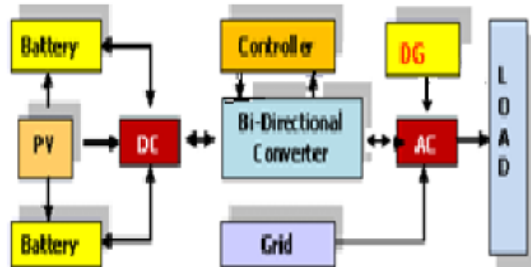 Battery
Controller
DG
PV
DC
Bi-Directional
Converter
AC
L
O
A
D
Battery
Grid